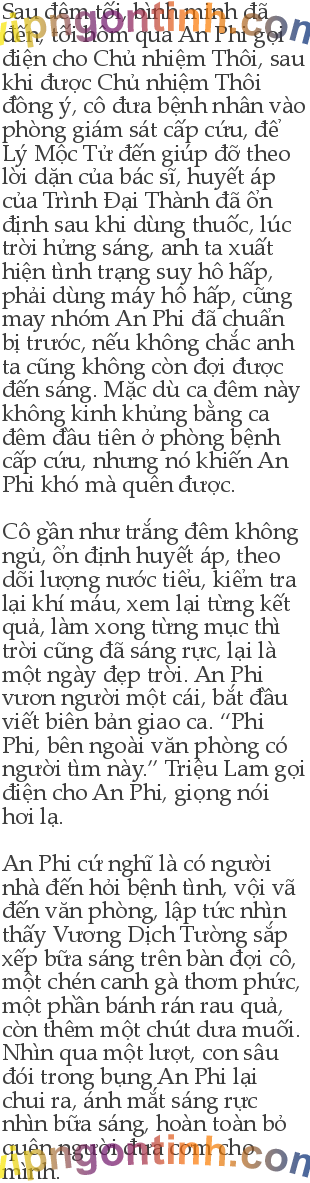 Sau đêm tối, bình minh đã
đến, tối hôm qua An Phi gọi
điện cho Chủ nhiệm Thôi, sau
khi được Chủ nhiệm Thôi
đồng ý, cô đưa bệnh nhân vào
phòng giám sát cấp cứu, để
Lý Mộc Tử đến giúp đỡ theo
lời dặn của bác sĩ, huyết áp
của Trình Đại Thành đã ổn
định sau khi dùng thuốc, lúc
trời hửng sáng, anh ta xuất
hiện tình trạng suy hô hấp,
phải dùng máy hô hấp, cũng
may nhóm An Phi đã chuẩn
bị trước, nếu không chắc anh
ta cũng không còn đợi được
đến sáng. Mặc dù ca đêm này
không kinh khủng bằng ca
đêm đầu tiên ở phòng bệnh
cấp cứu, nhưng nó khiến An
Phi khó mà quên được.
Cô gần như trắng đêm không
ngủ, ổn định huyết áp, theo
dõi lượng nước tiểu, kiểm tra
lại khí máu, xem lại từng kết
quả, làm xong từng mục thì
trời cũng đã sáng rực, lại là
một ngày đẹp trời. An Phi
vươn người một cái, bắt đầu
viết biên bản giao ca. “Phi
Phi, bên ngoài văn phòng có
người tìm này.” Triệu Lam gọi
điện cho An Phi, giọng nói
hơi lạ.
An Phi cứ nghĩ là có người
nhà đến hỏi bệnh tình, vội vã
đến văn phòng, lập tức nhìn
thấy Vương Dịch Tường sắp
xếp bữa sáng trên bàn đợi cô,
một chén canh gà thơm phức,
một phần bánh rán rau quả,
còn thêm một chút dưa muối.
Nhìn qua một lượt, con sâu
đói trong bụng An Phi lại
chui ra, ánh mắt sáng rực
nhìn bữa sáng, hoàn toàn bỏ
quên người đưa cơm cho
mình.
vpngontinh.com
vpngontinh.com